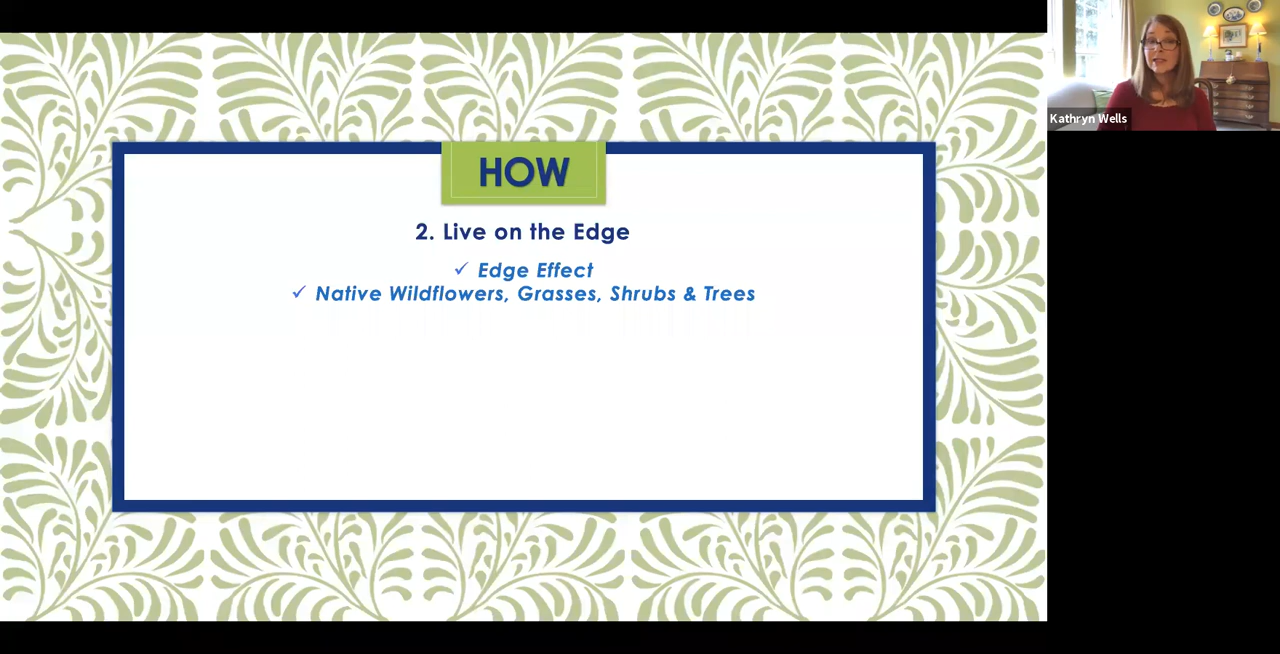 HOW
2. Live on the Edge
✓ Edge Effect
✓ Native Wildflowers, Grasses, Shrubs & Trees
Kathryn Wells